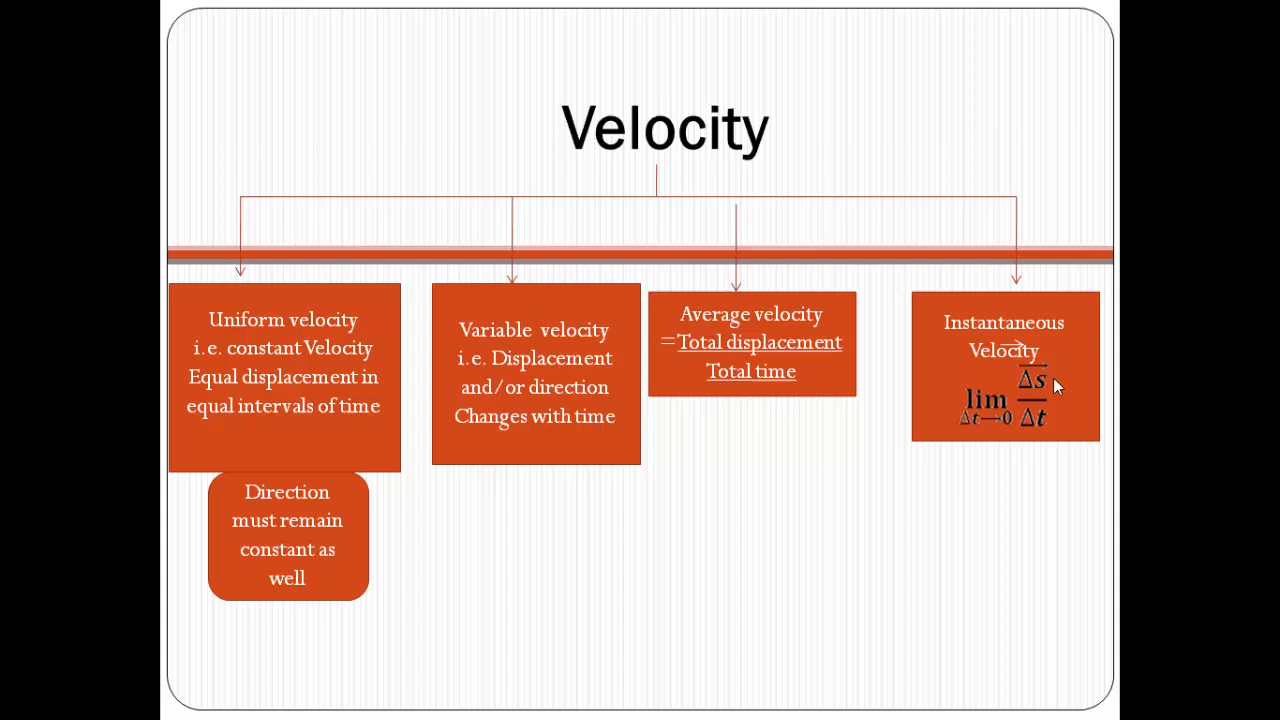 Velocity
Uniform velocity
i.e. constant Velocity
Equal displacement in
equal intervals of time
Direction
must remain
constant as
well
Variable velocity
i.e. Displacement
and/or direction
Changes with time
Average velocity
=Total displacement
Total time
Instantaneous
Velocity
lim Δs
Δt→0 Δt